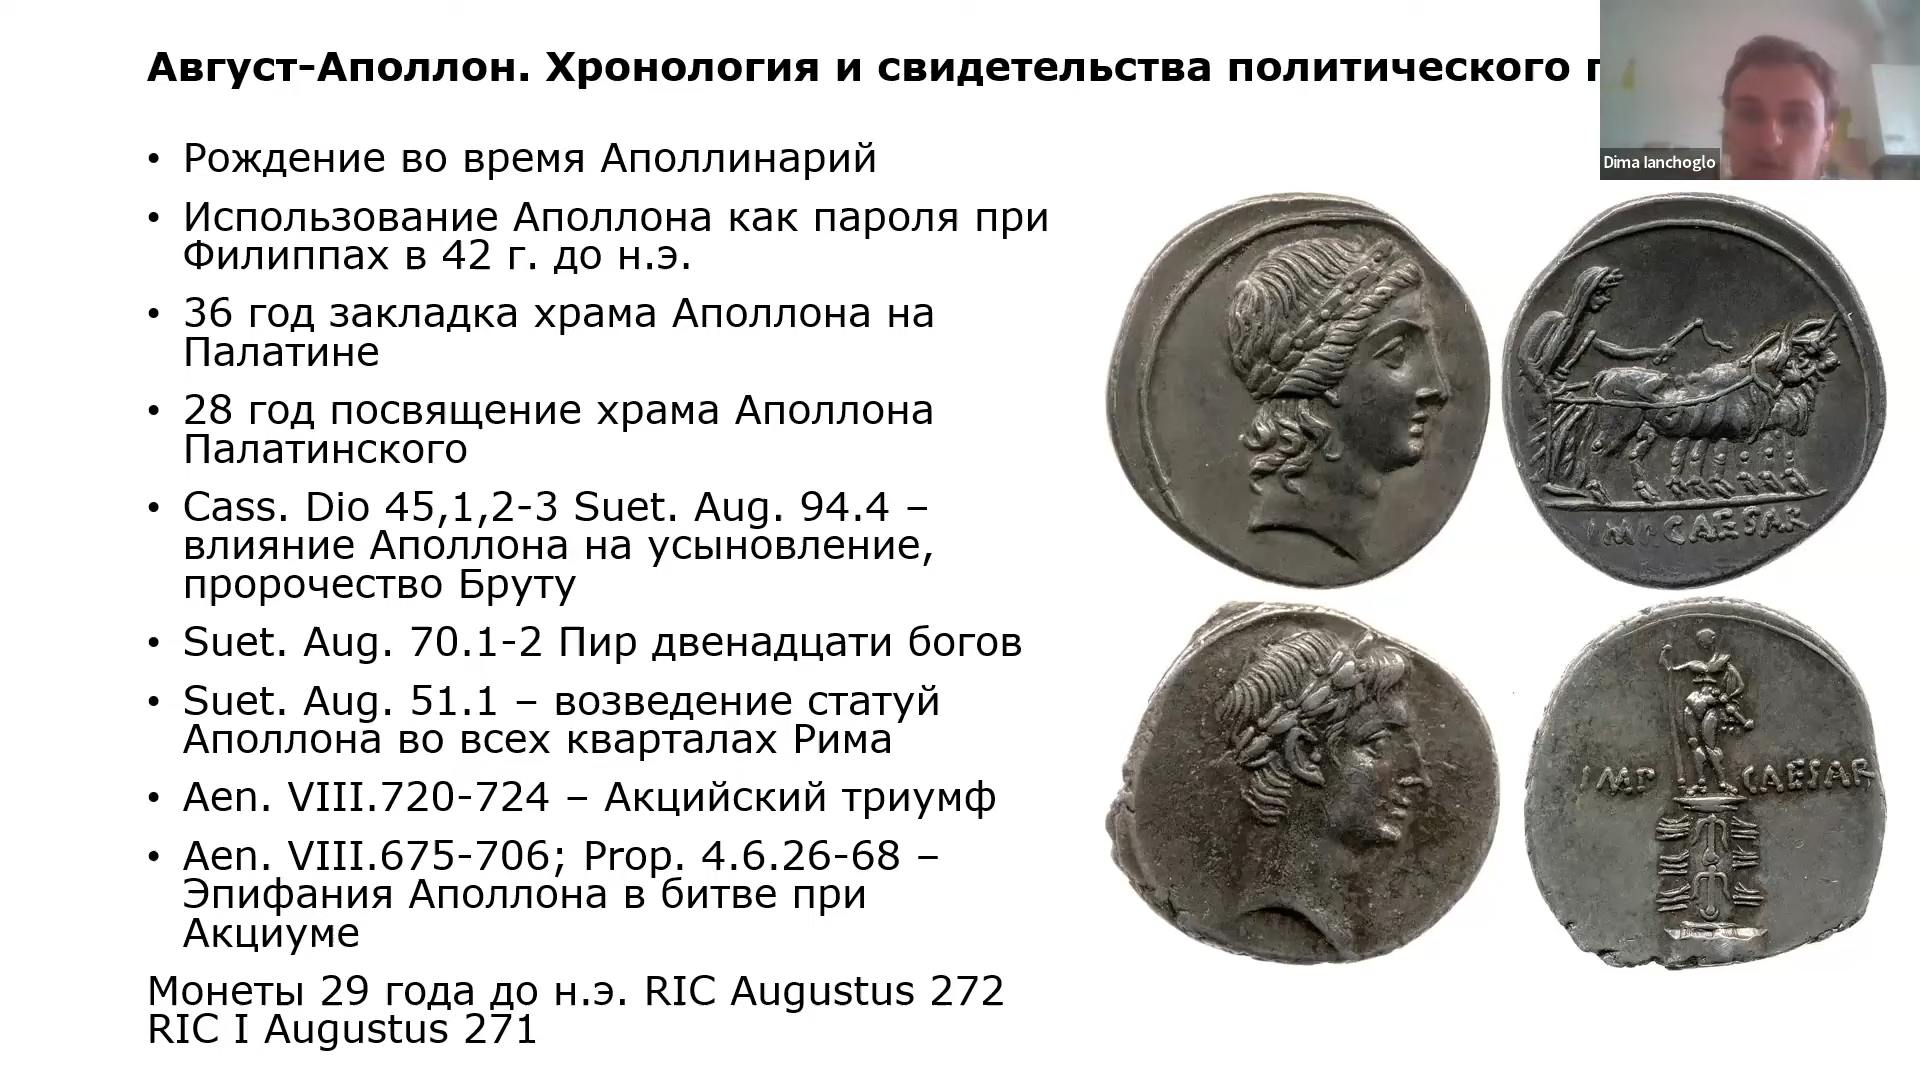 Август-Аполлон. Хронология и свидетельства политического
Dima Ianchoglo
• Рождение во время Аполлинарий
• Использование Аполлона как пароля при
Филиппах в 42 г. до н.э.
• 36 год закладка храма Аполлона на
Палатине
• 28 год посвящение храма Аполлона
Палатинского
• Cass. Dio 45,1,2-3 Suet. Aug. 94.4 –
влияние Аполлона на усыновление,
пророчество Бруту
• Suet. Aug. 70.1-2 Пир двенадцати богов
• Suet. Aug. 51.1 – возведение статуй
Аполлона во всех кварталах Рима
• Aen. VIII.720-724 – Акцийский триумф
• Aen. VIII.675-706; Prop. 4.6.26-68 –
Эпифания Аполлона в битве при
Акциуме
Монеты 29 года до н.э. RIC Augustus 272
RIC I Augustus 271
IMP CAESAR
IMP CAESAR